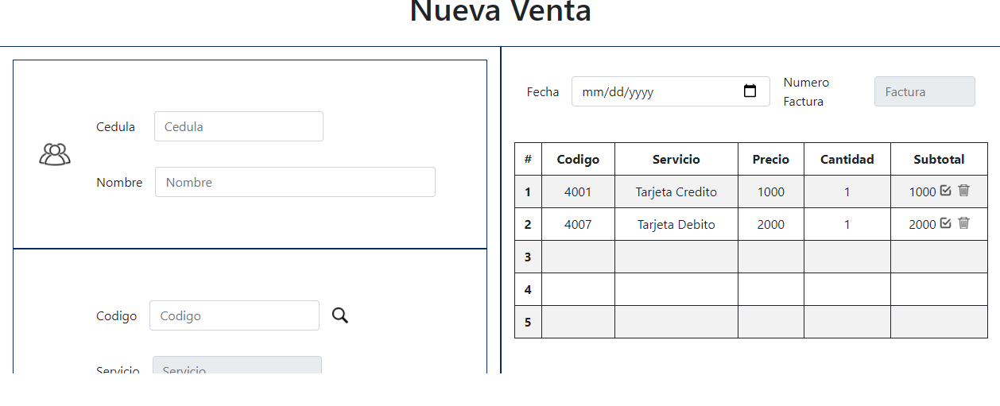 Nueva Venta
Cedula Cedula
Nombre Nombre
Codigo Codigo
Servicio Servicio
Fecha mm/dd/yyyy Numero Factura Factura
# Codigo Servicio Precio Cantidad Subtotal
1 4001 Tarjeta Credito 1000 1 1000
2 4007 Tarjeta Debito 2000 1 2000
3
4
5